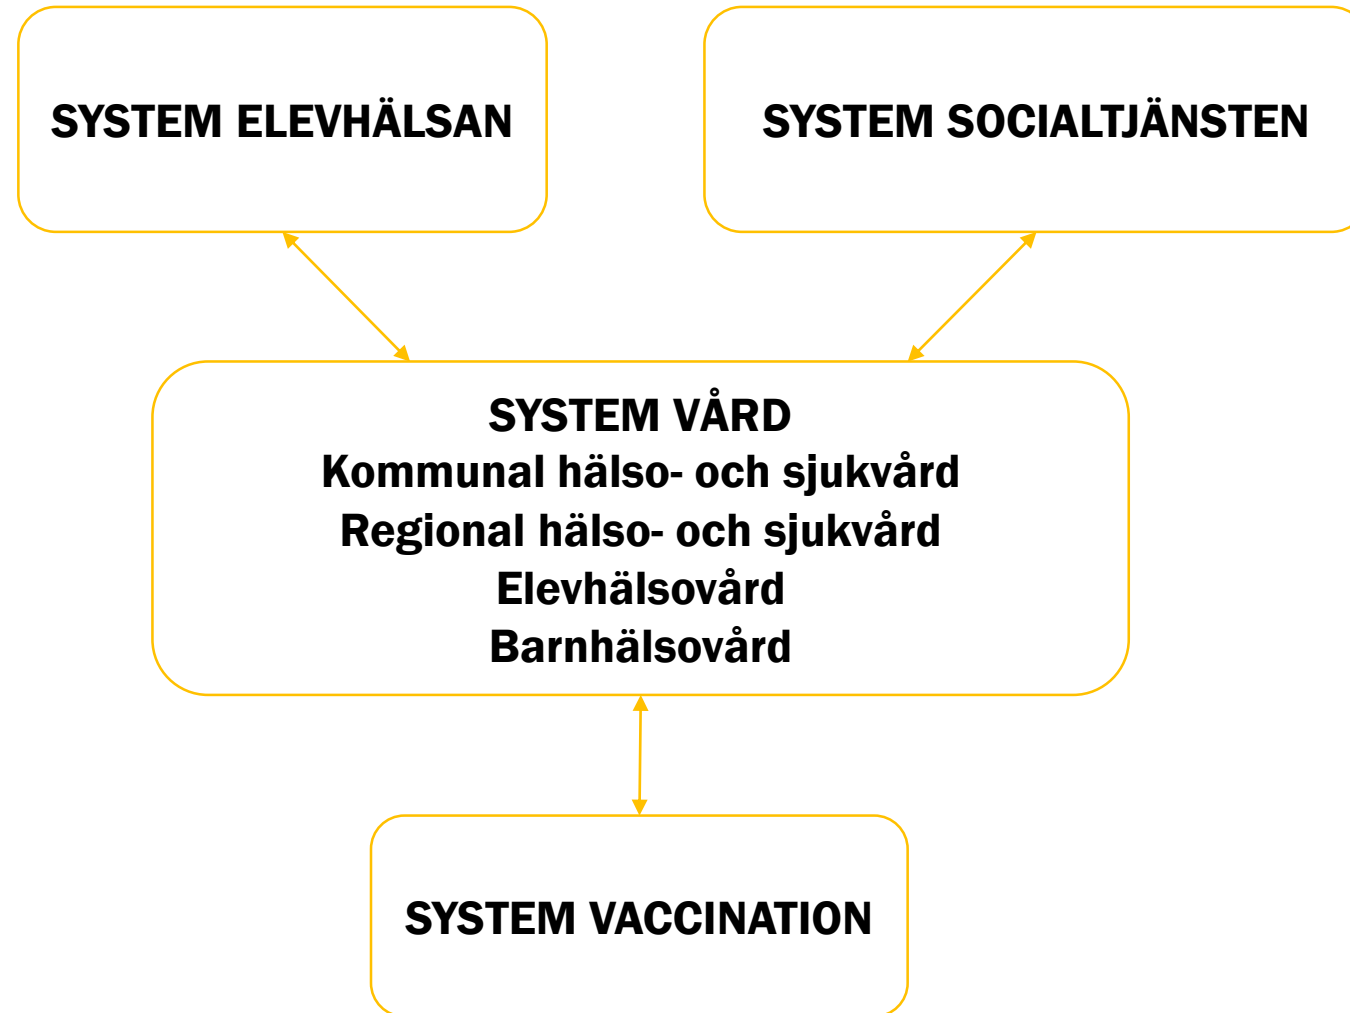 SYSTEM ELEVHÄLSAN
SYSTEM SOCIALTJÄNSTEN
SYSTEM VÅRD
Kommunal hälso- och sjukvård
Regional hälso- och sjukvård
Elevhälsovård
Barnhälsovård
SYSTEM VACCINATION